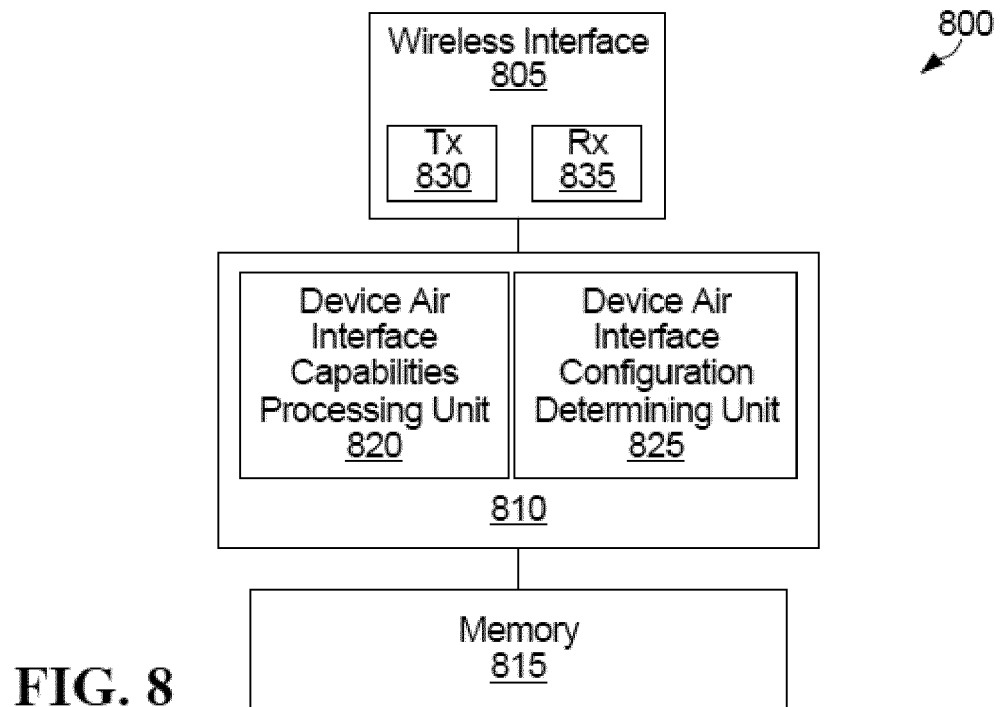 800
Wireless Interface
805
Tx
830
Rx
835
Device Air
Interface
Capabilities
Processing Unit
820
Device Air
Interface
Configuration
Determining Unit
825
810
Memory
815
FIG. 8